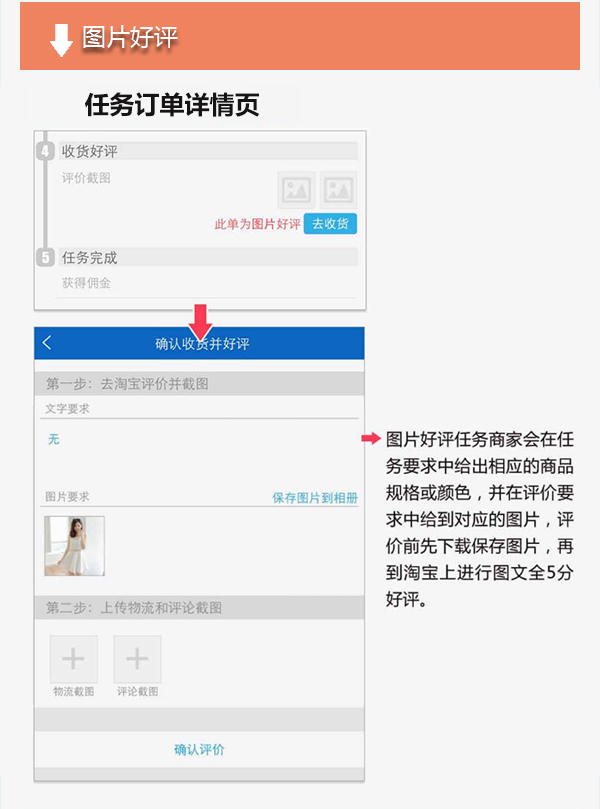 图片好评
任务订单详情页
4 收货好评
评价截图
此单为图片好评 去收货
5 任务完成
获得佣金
确认收货并好评
第一步：去淘宝评价并截图
文字要求
无
图片要求 保存图片到相册
第二步：上传物流和评论截图
物流截图 评论截图
确认评价
图片好评任务商家会在任
务要求中给出相应的商品
规格或颜色，并在评价要
求中给到对应的图片，评
价前先下载保存图片，再
到淘宝上进行图文全5分
好评。